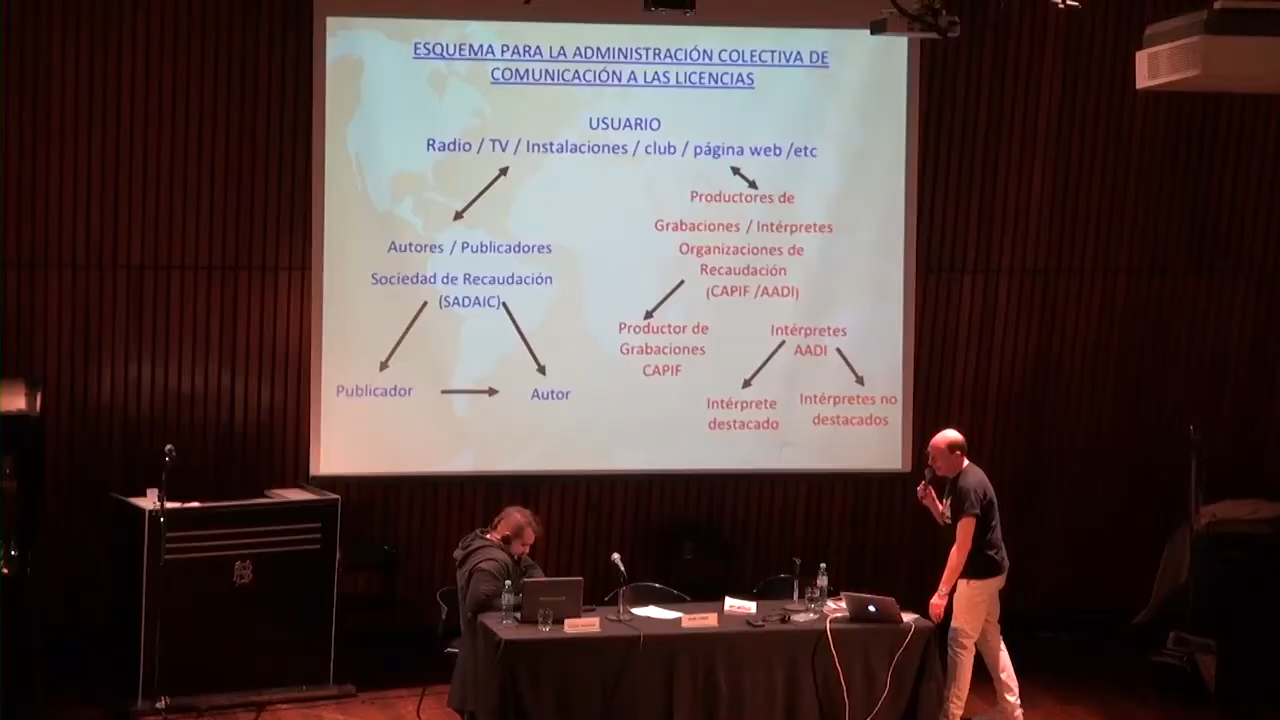 ESQUEMA PARA LA ADMINISTRACIÓN COLECTIVA DE
COMUNICACIÓN A LAS LICENCIAS
USUARIO
Radio / TV / Instalaciones / club / página web /etc
Autores / Publicadores
Sociedad de Recaudación
(SADAIC)
Publicador
Autor
Productores de
Grabaciones / Intérpretes
Organizaciones de
Recaudación
(CAPIF /AADI)
Productor de
Grabaciones
CAPIF
Intérpretes
AADI
Intérprete
destacado
Intérpretes no
destacados